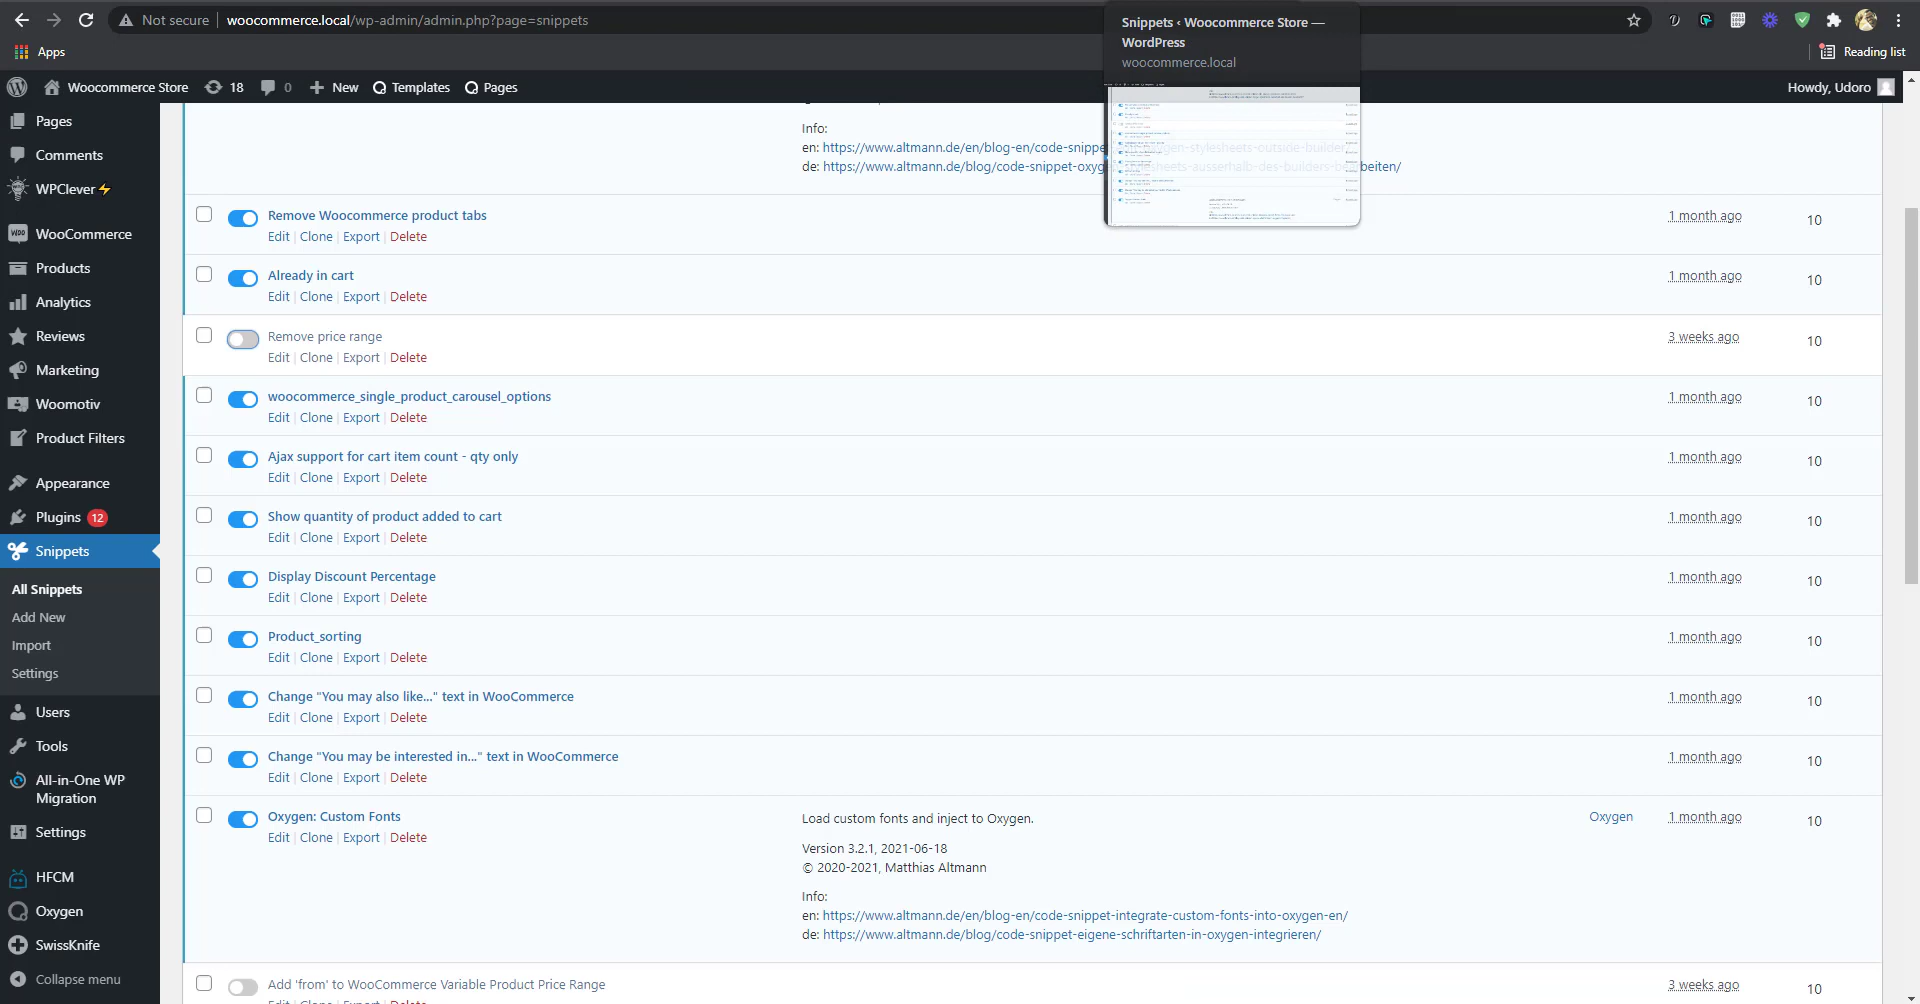 Not secure
woocommerce.local/wp-admin/admin.php?page=snippets
Snippets ‹ Woocommerce Store —
WordPress
woocommerce.local
Apps
Reading list
Woocommerce Store
18
0
New
Templates
Pages
Howdy, Udoro
Pages
Comments
WPClever
WooCommerce
Products
Analytics
Reviews
Marketing
Woomotiv
Product Filters
Appearance
Plugins 12
Snippets
All Snippets
Add New
Import
Settings
Users
Tools
All-in-One WP
Migration
Settings
HFCM
Oxygen
SwissKnife
Collapse menu
Info:
en: https://www.altmann.de/en/blog-en/code-snippe gen-stylesheets-outside-builder/
de: https://www.altmann.de/blog/code-snippet-oxyg stylesheets-ausserhalb-des-builders-bearbeiten/
Remove Woocommerce product tabs
Edit | Clone | Export | Delete
1 month ago
10
Already in cart
Edit | Clone | Export | Delete
1 month ago
10
Remove price range
Edit | Clone | Export | Delete
3 weeks ago
10
woocommerce_single_product_carousel_options
Edit | Clone | Export | Delete
1 month ago
10
Ajax support for cart item count - qty only
Edit | Clone | Export | Delete
1 month ago
10
Show quantity of product added to cart
Edit | Clone | Export | Delete
1 month ago
10
Display Discount Percentage
Edit | Clone | Export | Delete
1 month ago
10
Product_sorting
Edit | Clone | Export | Delete
1 month ago
10
Change "You may also like..." text in WooCommerce
Edit | Clone | Export | Delete
1 month ago
10
Change "You may be interested in..." text in WooCommerce
Edit | Clone | Export | Delete
1 month ago
10
Oxygen: Custom Fonts
Edit | Clone | Export | Delete
Load custom fonts and inject to Oxygen.
Version 3.2.1, 2021-06-18
© 2020-2021, Matthias Altmann
Info:
en: https://www.altmann.de/en/blog-en/code-snippet-integrate-custom-fonts-into-oxygen-en/
de: https://www.altmann.de/blog/code-snippet-eigene-schriftarten-in-oxygen-integrieren/
Oxygen
1 month ago
10
Add 'from' to WooCommerce Variable Product Price Range
Edit | Clone | Export | Delete
3 weeks ago
10